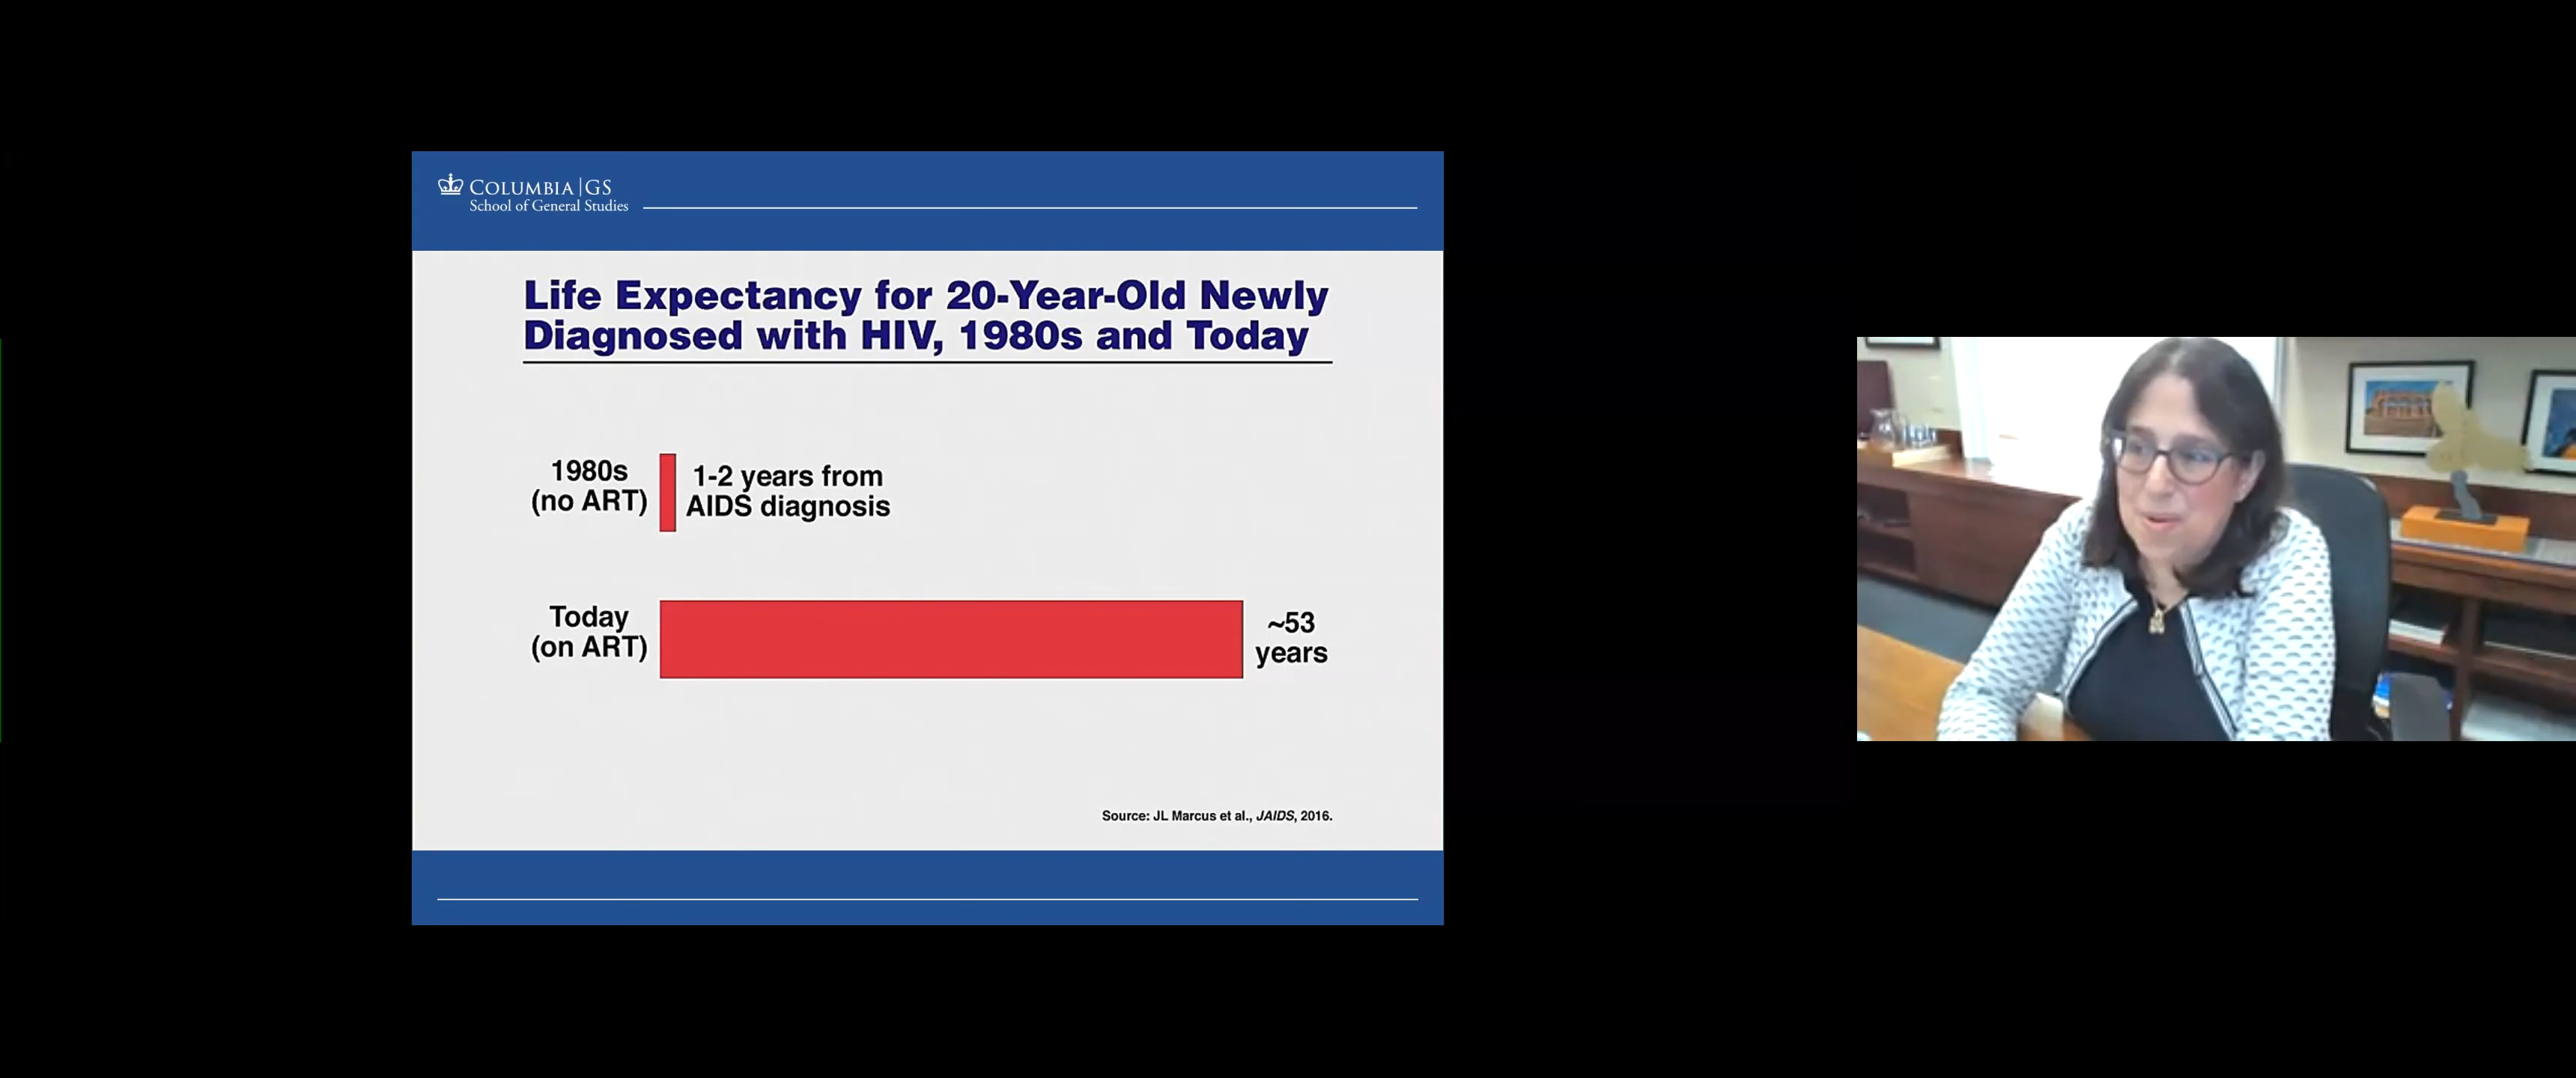 COLUMBIA | GS
School of General Studies
Life Expectancy for 20-Year-Old Newly
Diagnosed with HIV, 1980s and Today
1980s
(no ART)
1-2 years from
AIDS diagnosis
Today
(on ART)
~53
years
Source: JL Marcus et al., JAIDS, 2016.